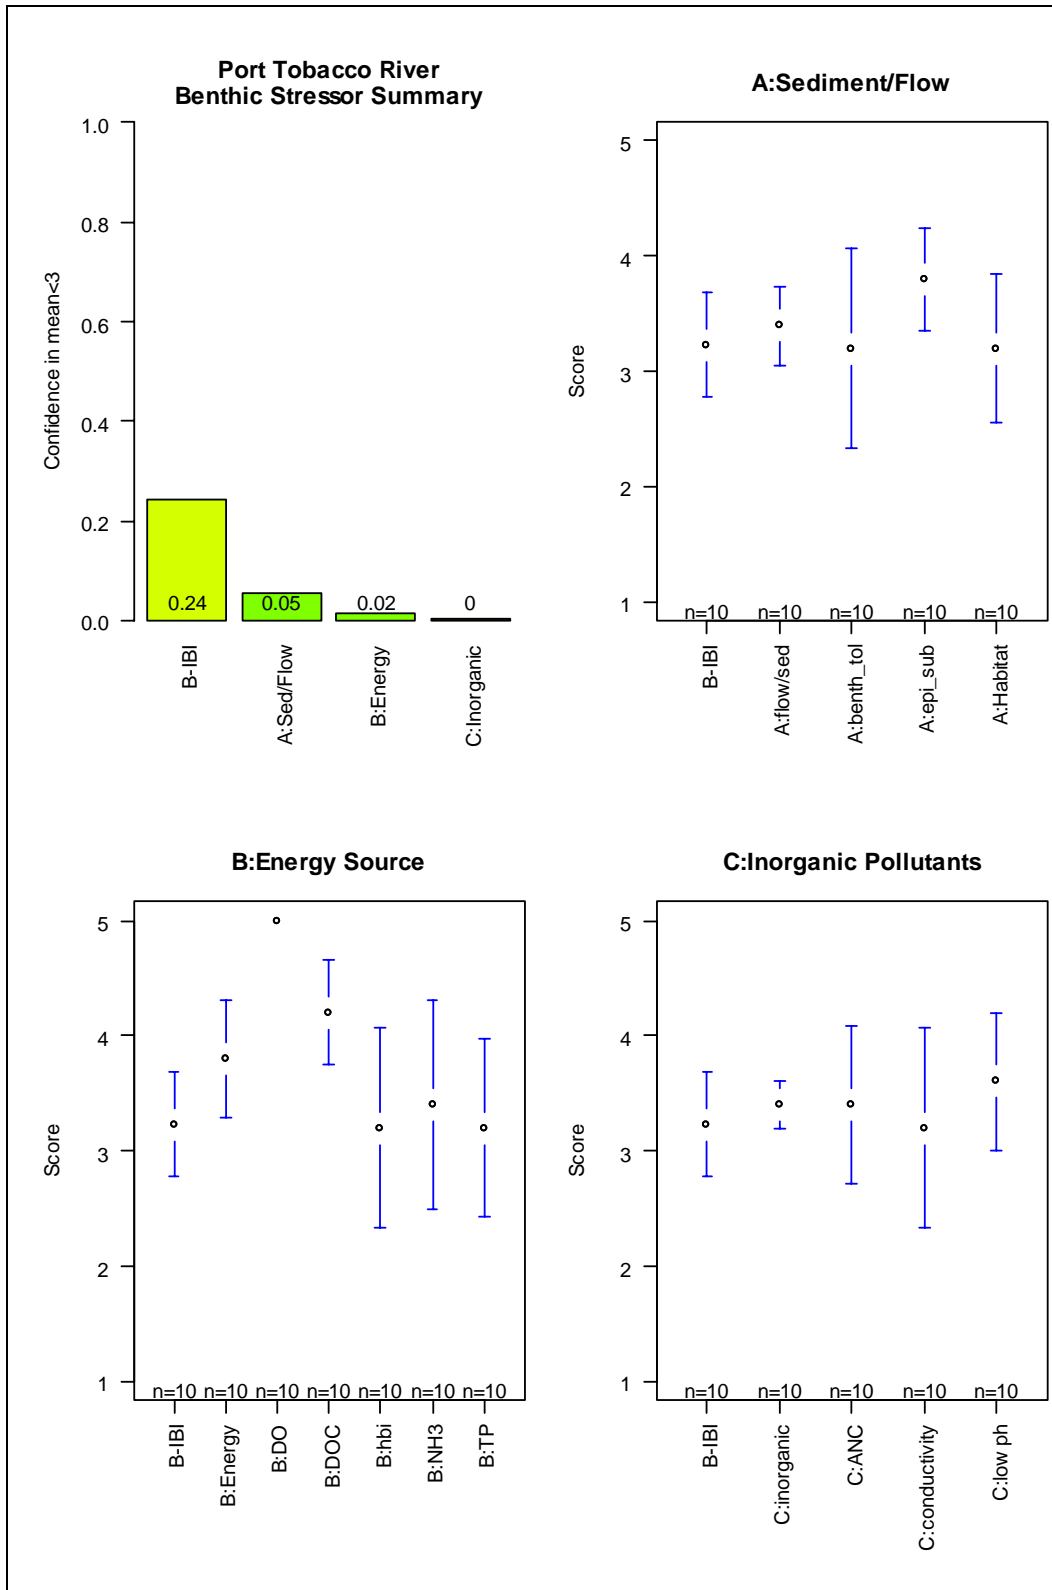 Port Tobacco River
Benthic Stressor Summary
Confidence in mean<3
1.0
0.8
0.6
0.4
0.2
0.0
0.24
0.05
0.02
0
B-IBI
A:Sed/Flow
B:Energy
C:Inorganic
A:Sediment/Flow
Score
5
4
3
2
1
n=10 n=10 n=10 n=10 n=10
B-IBI
A:flow/sed
A:benth_tol
A:epi_sub
A:Habitat
B:Energy Source
Score
5
4
3
2
1
n=10 n=10 n=10 n=10 n=10 n=10 n=10
B-IBI
B:Energy
B:DO
B:DOC
B:hbi
B:NH3
B:TP
C:Inorganic Pollutants
Score
5
4
3
2
1
n=10 n=10 n=10 n=10 n=10
B-IBI
C:inorganic
C:ANC
C:conductivity
C:low ph